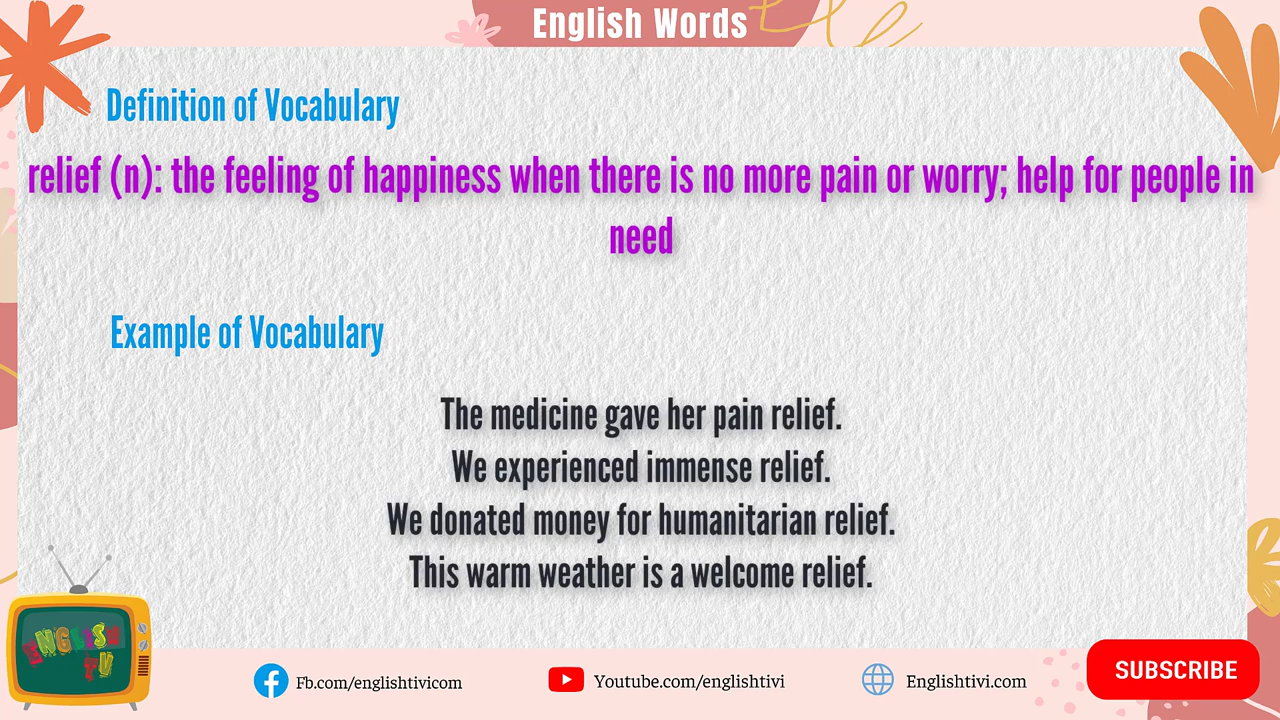 English Words
Definition of Vocabulary
relief (n): the feeling of happiness when there is no more pain or worry; help for people in
need
Example of Vocabulary
The medicine gave her pain relief.
We experienced immense relief.
We donated money for humanitarian relief.
This warm weather is a welcome relief.
ENGLISH
TV
Fb.com/englishtivicom
Youtube.com/englishtivi
Englishtivi.com
SUBSCRIBE